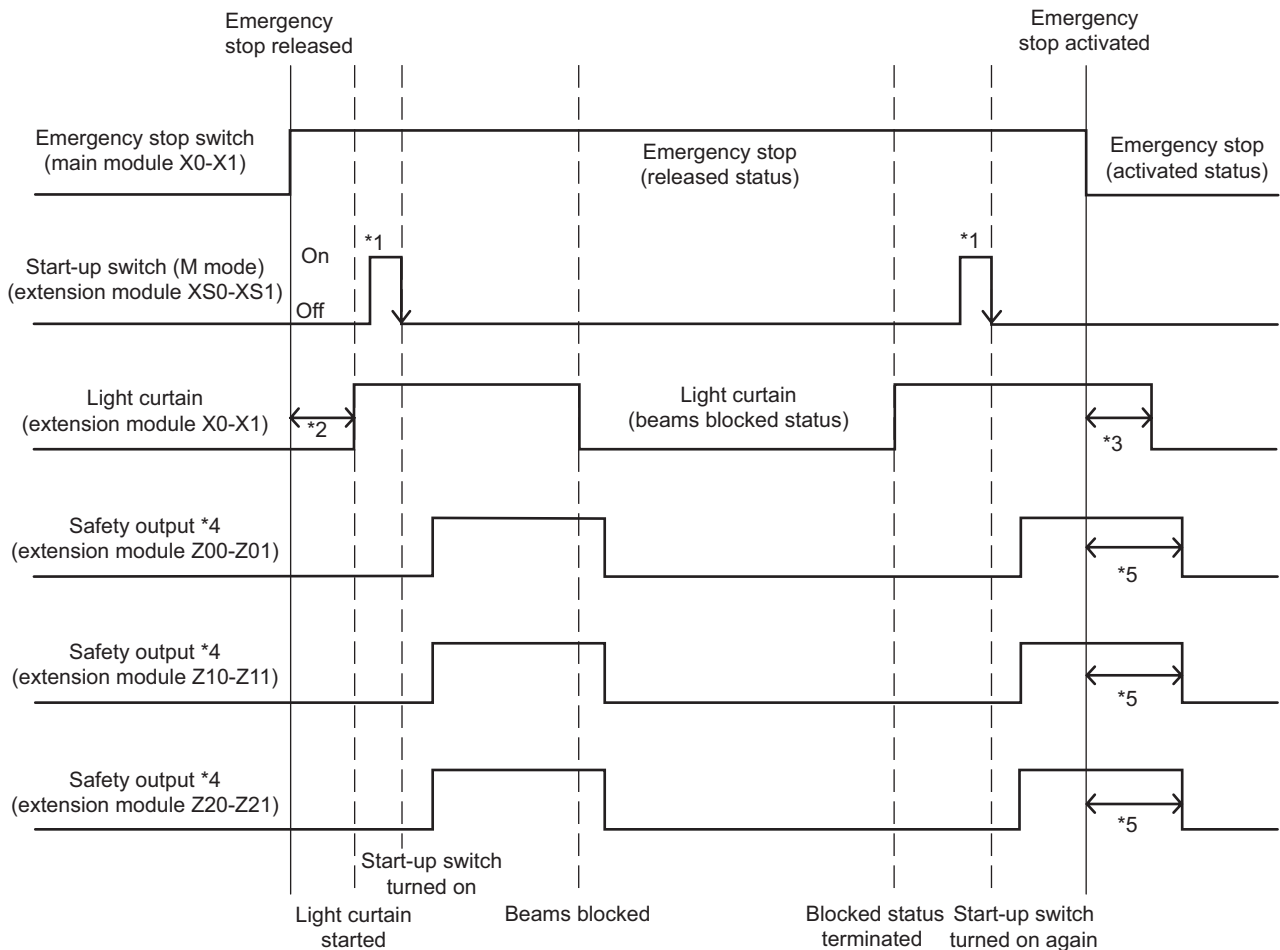 Emergency
stop released
Emergency
stop activated
Emergency stop switch
(main module X0-X1)
Emergency stop
(released status)
Emergency stop
(activated status)
Start-up switch (M mode)
(extension module XS0-XS1)
On
Off
*1
*1
Light curtain
(extension module X0-X1)
*2
Light curtain
(beams blocked status)
*3
Safety output *4
(extension module Z00-Z01)
*5
Safety output *4
(extension module Z10-Z11)
*5
Safety output *4
(extension module Z20-Z21)
*5
Start-up switch
turned on
Light curtain
started
Beams blocked
Blocked status
terminated
Start-up switch
turned on again